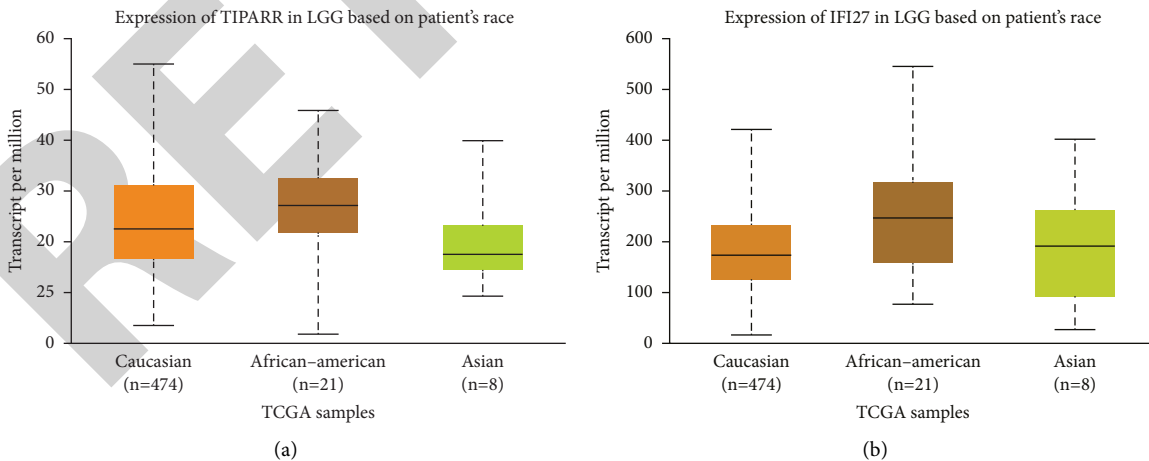 Expression of TIPARR in LGG based on patient's race
60
50
40
30
20
25
0
Transcript per million
Caucasian
(n=474)
African–american
(n=21)
Asian
(n=8)
TCGA samples
(a)
Expression of IFI27 in LGG based on patient's race
600
500
400
300
200
100
0
Transcript per million
Caucasian
(n=474)
African–american
(n=21)
Asian
(n=8)
TCGA samples
(b)
RET